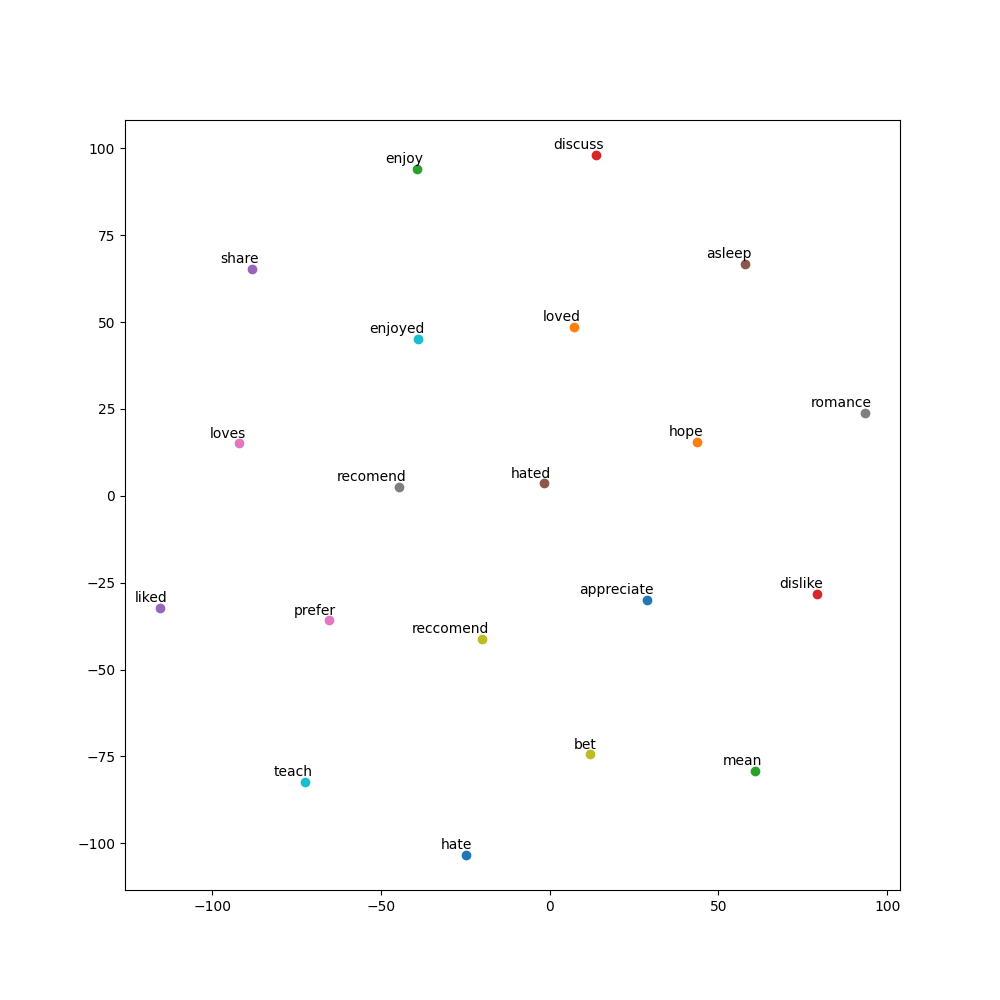 discuss
enjoy
asleep
share
loved
enjoyed
romance
hope
loves
hated
recomend
dislike
appreciate
liked
prefer
reccomend
bet
mean
teach
hate
100
75
50
25
0
−25
−50
−75
−100
−100
−50
0
50
100